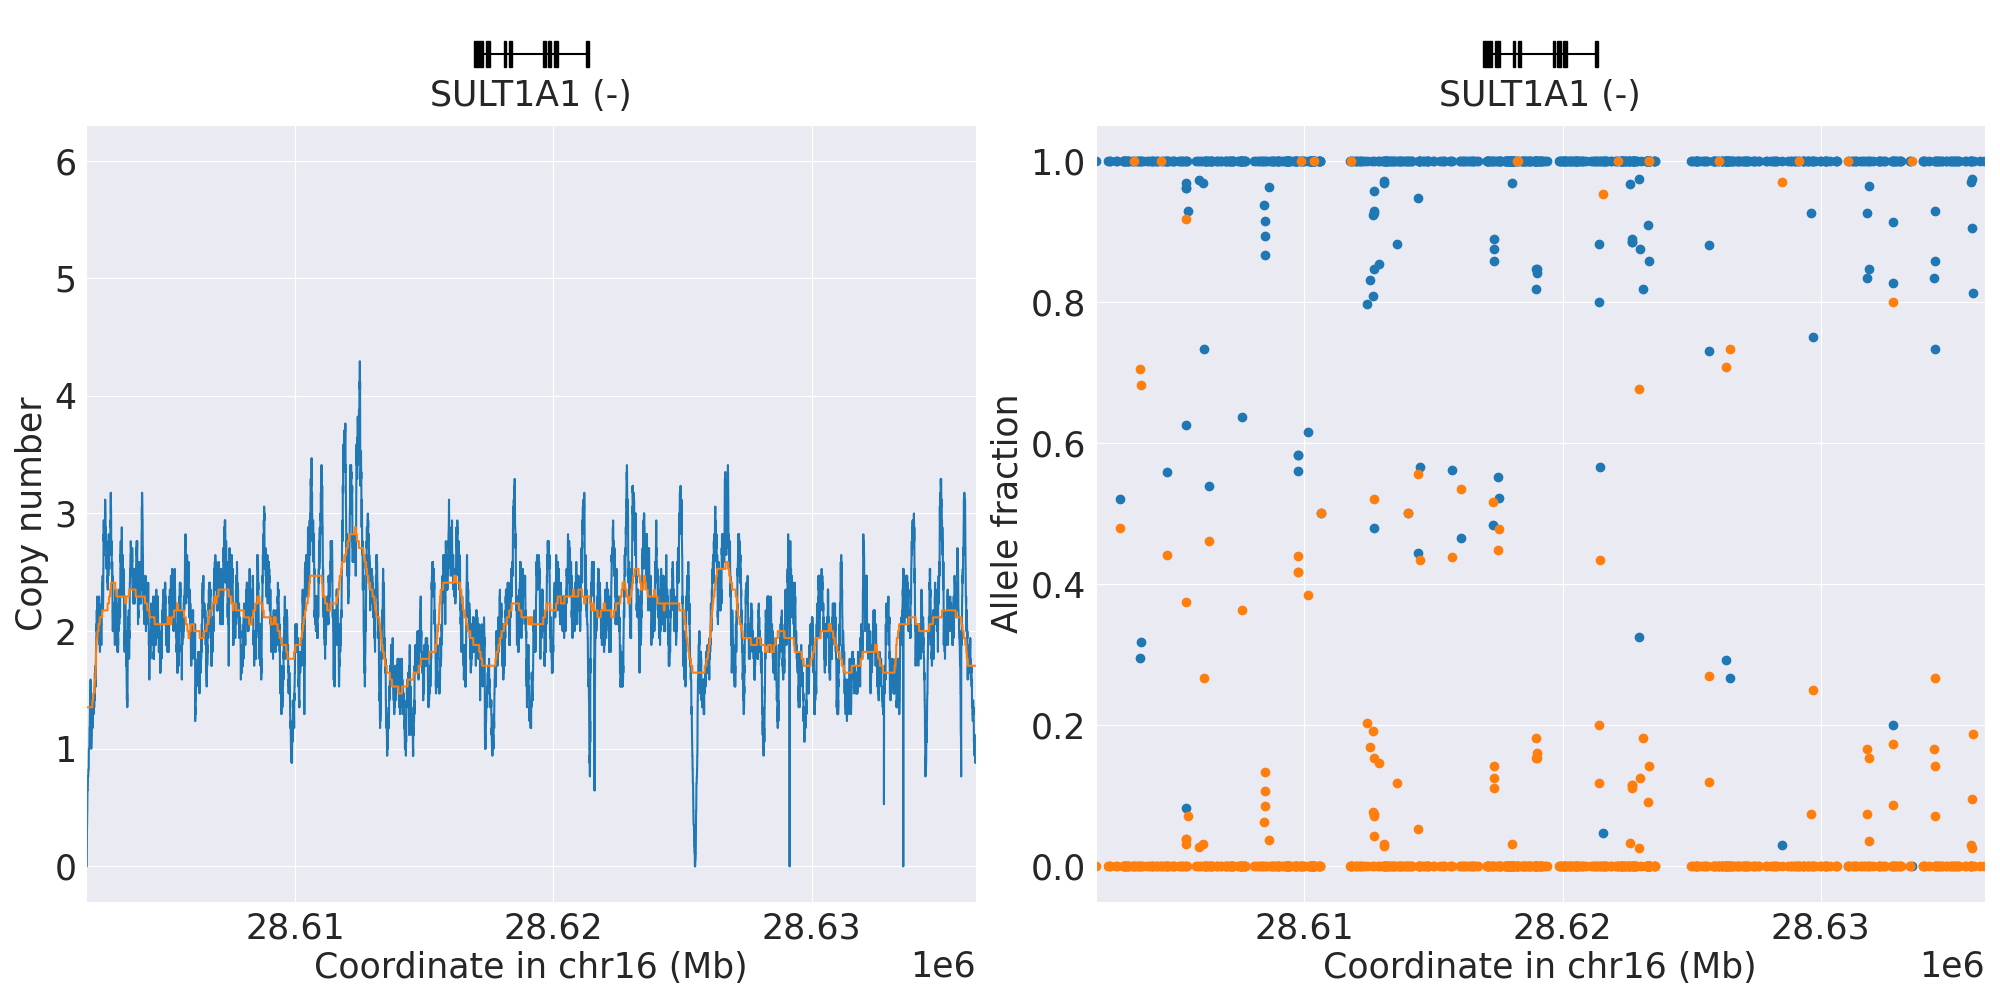 SULT1A1 (-)
6
5
4
3
2
1
0
Copy number
28.61
28.62
28.63
Coordinate in chr16 (Mb)
1e6
SULT1A1 (-)
1.0
0.8
0.6
0.4
0.2
0.0
Allele fraction
28.61
28.62
28.63
Coordinate in chr16 (Mb)
1e6